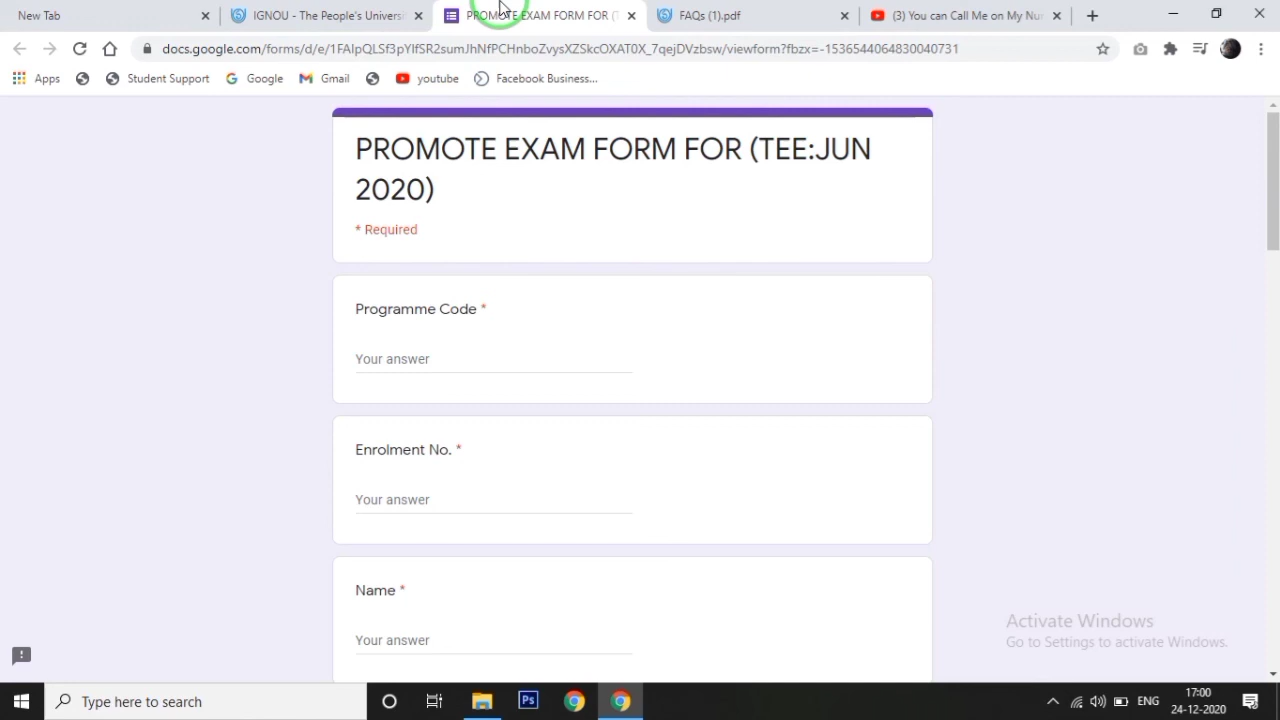 New Tab
IGNOU - The People's Universi
PROMOTE EXAM FORM FOR (T
FAQs (1).pdf
(3) You can Call Me on My Nu
docs.google.com/forms/d/e/1FAIpQLSf3pYIfSR2sumJhNfPCHnboZvysXZSkcOXAT0X_7qejDVzbsw/viewform?fbzx=-1536544064830040731
Apps
Student Support
Google
Gmail
youtube
Facebook Business...
PROMOTE EXAM FORM FOR (TEE:JUN
2020)
* Required
Programme Code *
Your answer
Enrolment No. *
Your answer
Name *
Your answer
Activate Windows
Go to Settings to activate Windows.
Type here to search
Ps
ENG
17:00
24-12-2020